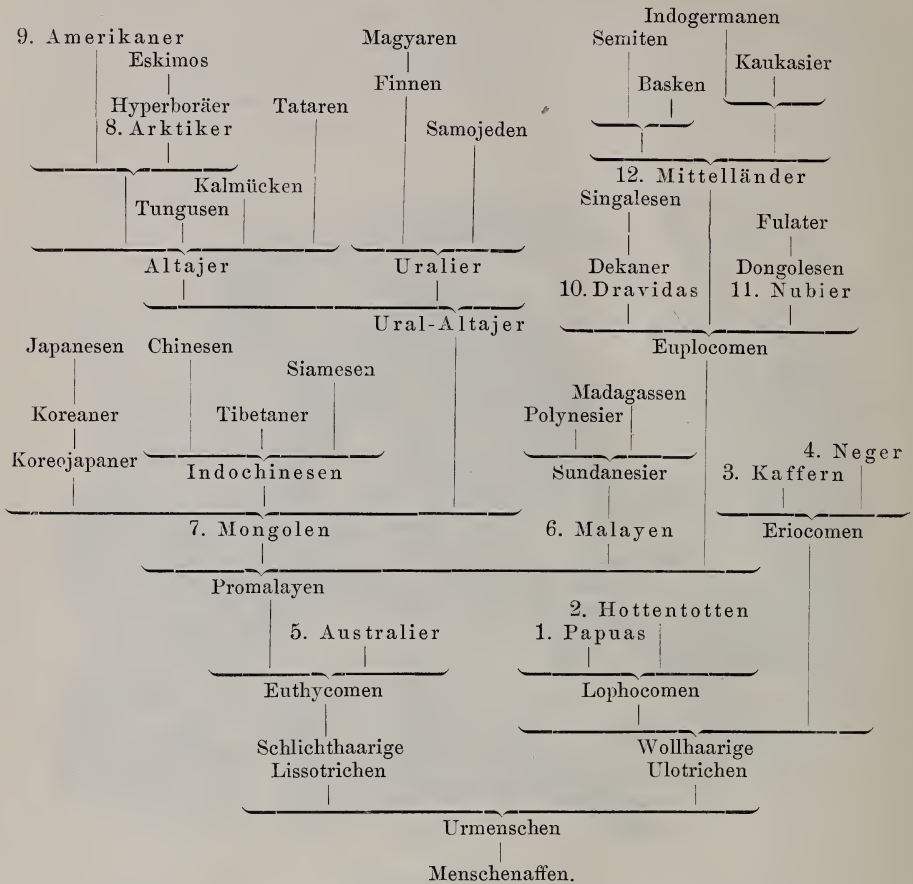 Indogermanen
9. Amerikaner
Magyaren
Semiten
Eskimos
Kaukasier
Finnen
Basken
Hyperboräer
Tataren
8. Arktiker
Samojeden
12. Mittelländer
Kalmücken
Singalesen
Tungusen
Fulater
Altajer
Uralier
Dekaner
Dongolesen
10. Dravidas
11. Nubier
Ural-Altajer
Japanesen
Chinesen
Euplocomen
Siamesen
Madagassen
Koreaner
Tibetaner
Polynesier
4. Neger
Koreojapaner
Indochinesen
Sundanesier
3. Kaffern
7. Mongolen
6. Malayen
Eriocomen
Promalayen
2. Hottentotten
5. Australier
1. Papuas
Euthycomen
Lophocomen
Schlichthaarige
Lissotrichen
Wollhaarige
Ulotrichen
Urmenschen
Menschenaffen.